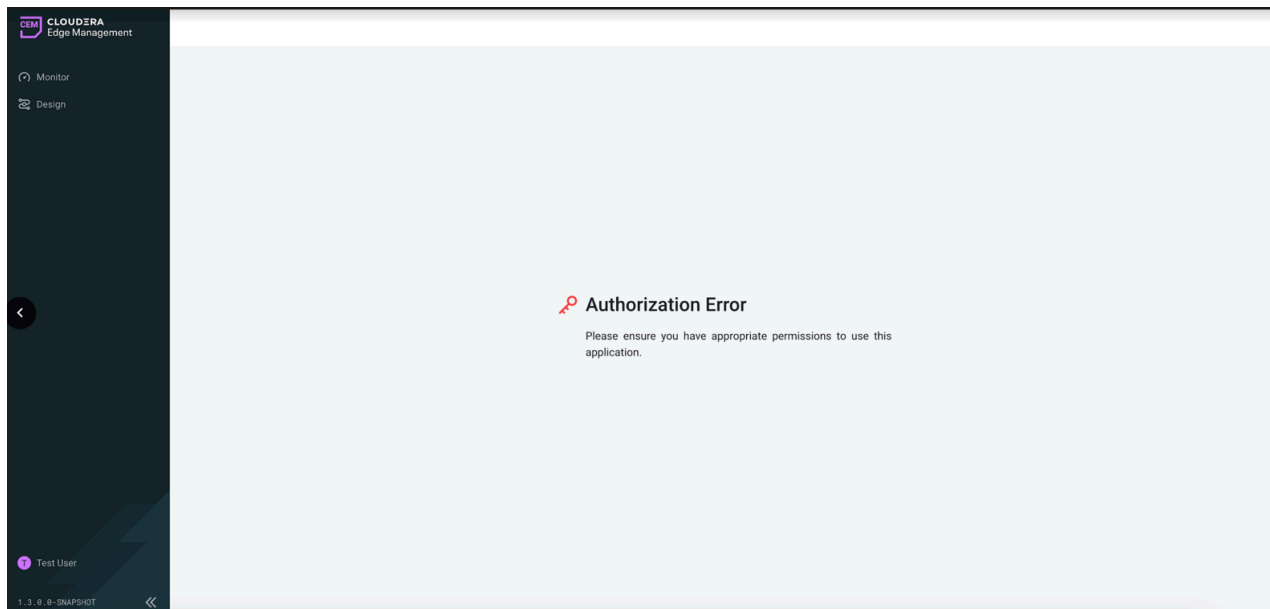 CEM
CLOUDERA
Edge Management
Monitor
Design
Authorization Error
Please ensure you have appropriate permissions to use this
application.
T
Test User
1.3.0.0-SNAPSHOT